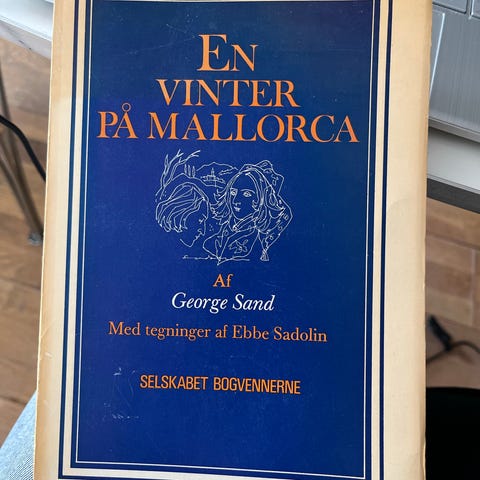 EN
VINTER
PÅ MALLORCA
Af
George Sand
Med tegninger af Ebbe Sadolin
SELSKABET BOGVENNERNE